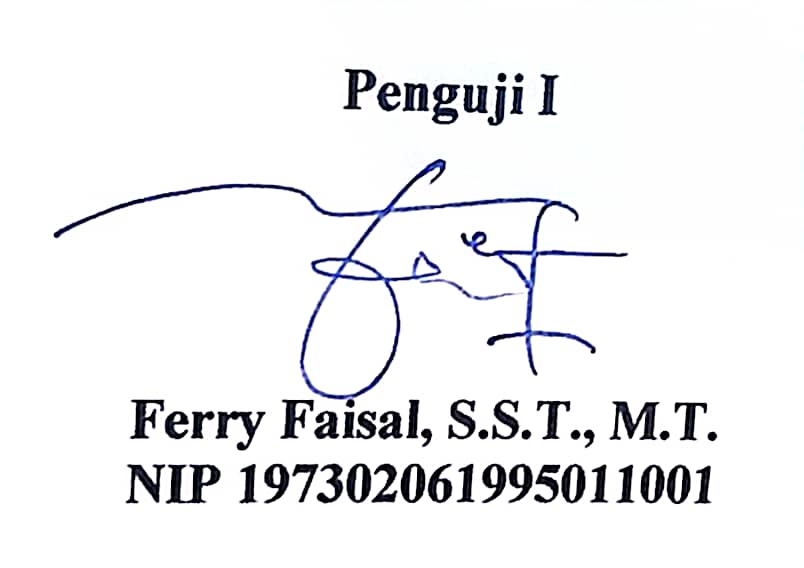 Penguji I
Ferry Faisal, S.S.T., M.T.
NIP 197302061995011001